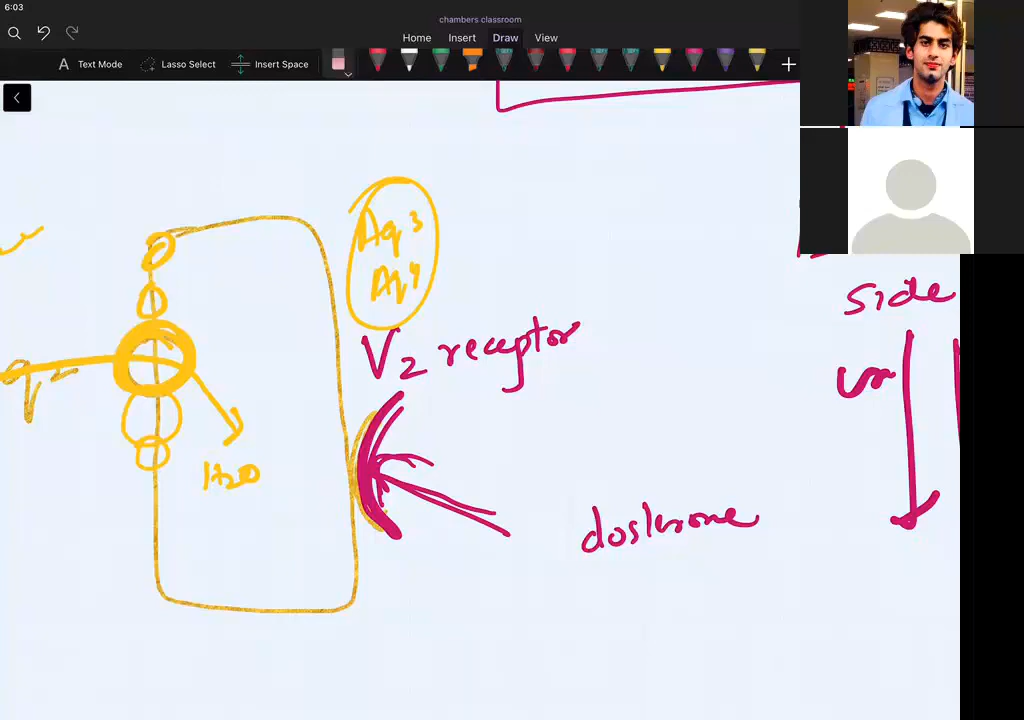 6:03
chambers classroom
Home Insert Draw View
A Text Mode Lasso Select Insert Space
Aq 3
Aq 4
V2 receptor
H2O
dosterone
side